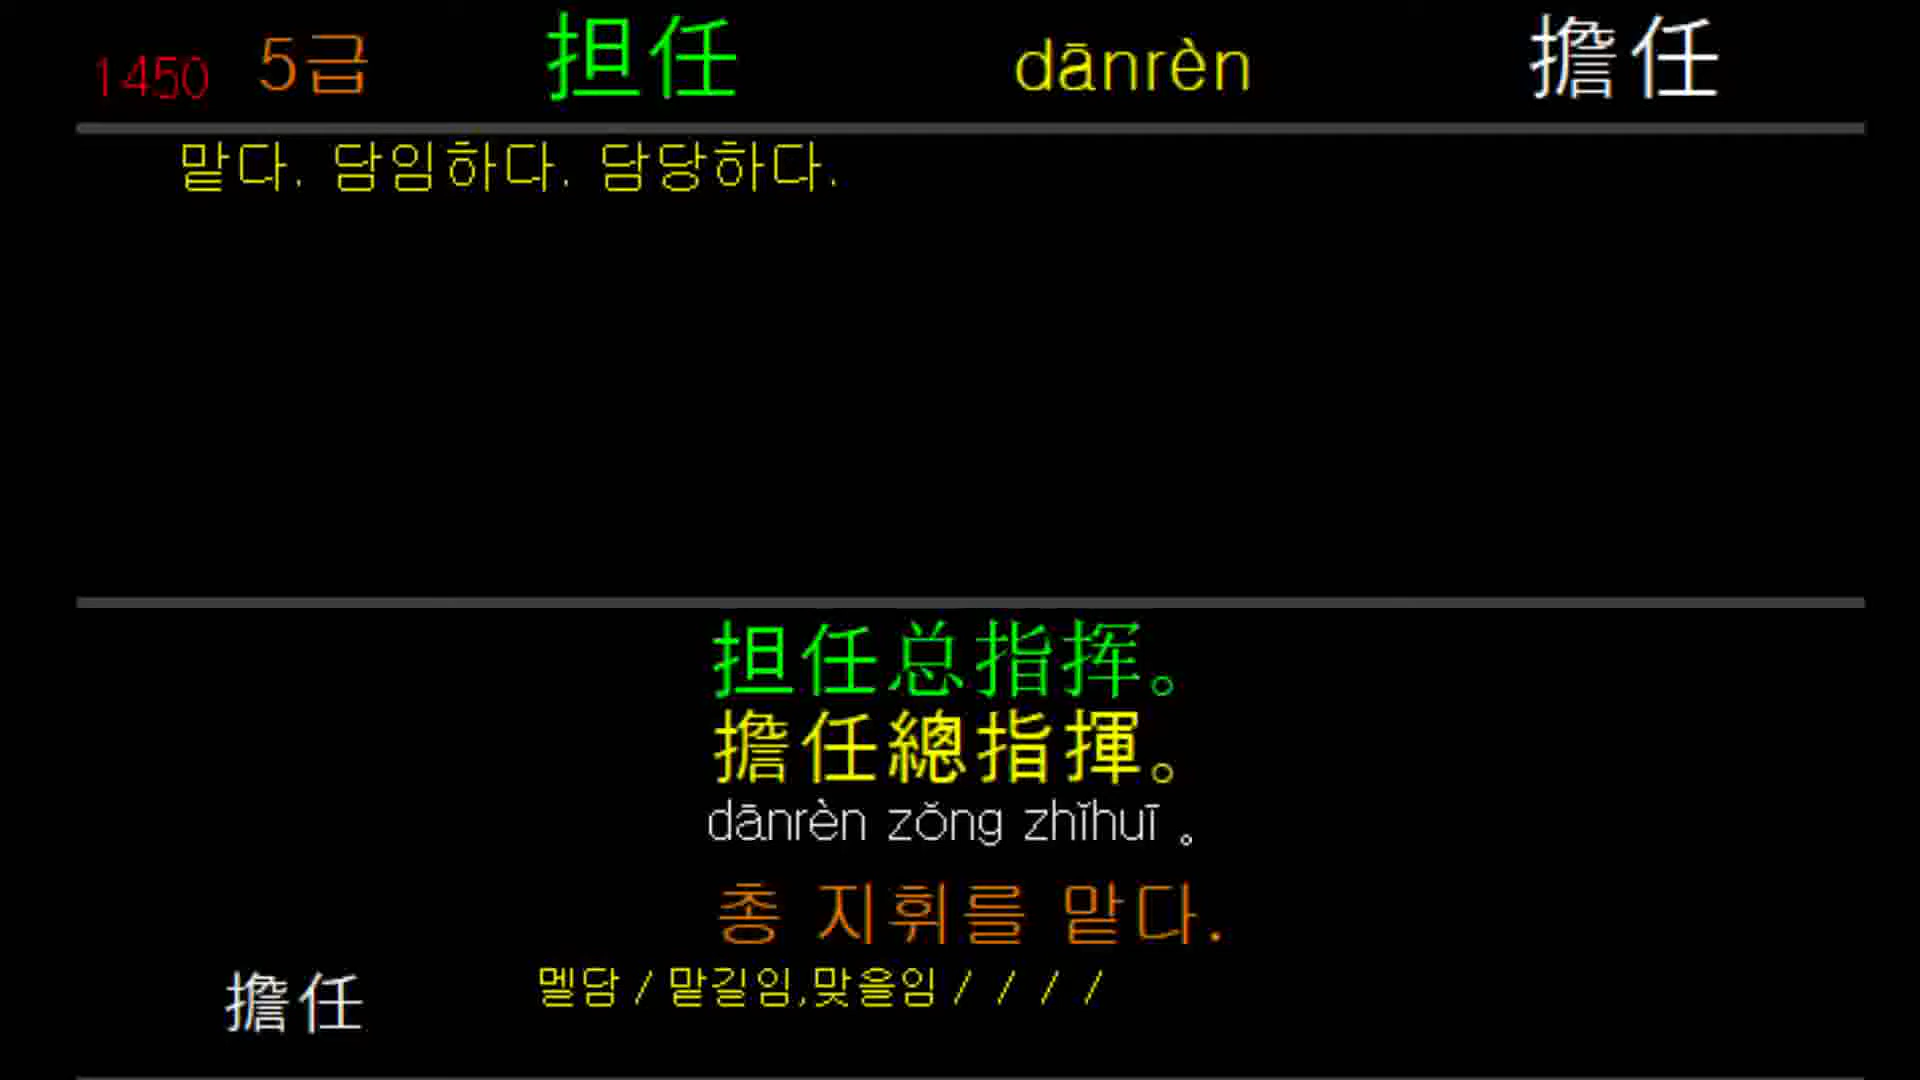 1450 5급 担任 dānrèn 擔任
맡다. 담임하다. 담당하다.
担任总指挥。
擔任總指揮。
dānrèn zǒng zhǐhuī 。
총 지휘를 맡다.
擔任 멜담 / 맡길임,맞을임 / / / /